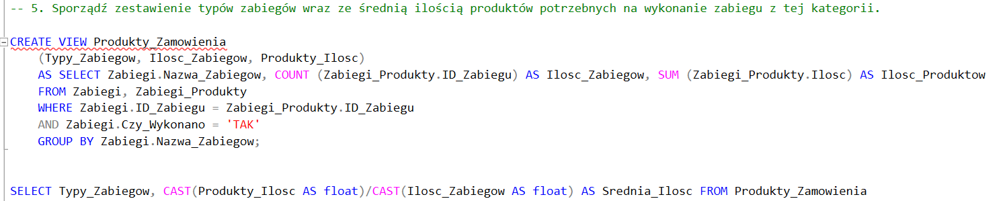 -- 5. Sporządź zestawienie typów zabiegów wraz ze średnią ilością produktów potrzebnych na wykonanie zabiegu z tej kategorii.
CREATE VIEW Produkty_Zamowienia
(Typy_Zabiegow, Ilosc_Zabiegow, Produkty_Ilosc)
AS SELECT Zabiegi.Nazwa_Zabiegow, COUNT (Zabiegi_Produkty.ID_Zabiegu) AS Ilosc_Zabiegow, SUM (Zabiegi_Produkty.Ilosc) AS Ilosc_Produktow
FROM Zabiegi, Zabiegi_Produkty
WHERE Zabiegi.ID_Zabiegu = Zabiegi_Produkty.ID_Zabiegu
AND Zabiegi.Czy_Wykonano = 'TAK'
GROUP BY Zabiegi.Nazwa_Zabiegow;
SELECT Typy_Zabiegow, CAST(Produkty_Ilosc AS float)/CAST(Ilosc_Zabiegow AS float) AS Srednia_Ilosc FROM Produkty_Zamowienia